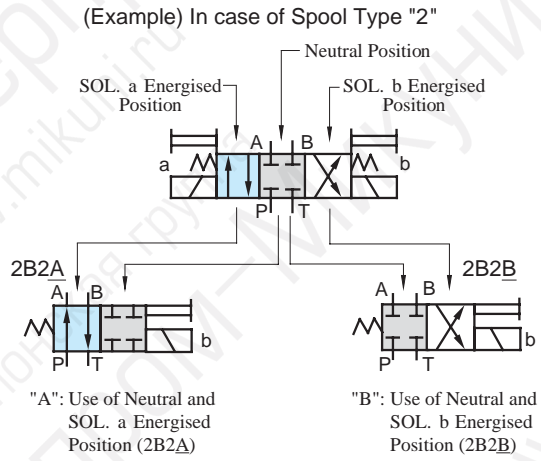 (Example) In case of Spool Type "2"
Neutral Position
SOL. a Energised
Position
SOL. b Energised
Position
A B
a b
P T
2B2A
2B2B
A B
b
P T
A B
b
P T
"A": Use of Neutral and
SOL. a Energised
Position (2B2A)
"B": Use of Neutral and
SOL. b Energised
Position (2B2B)